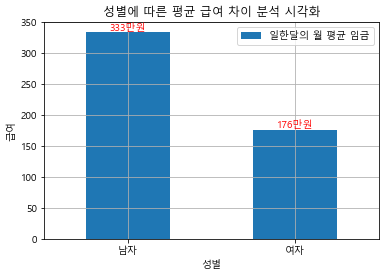 성별에 따른 평균 급여 차이 분석 시각화
350
300
250
200
150
100
50
0
급여
333만원
176만원
일한달의 월 평균 임금
남자
여자
성별